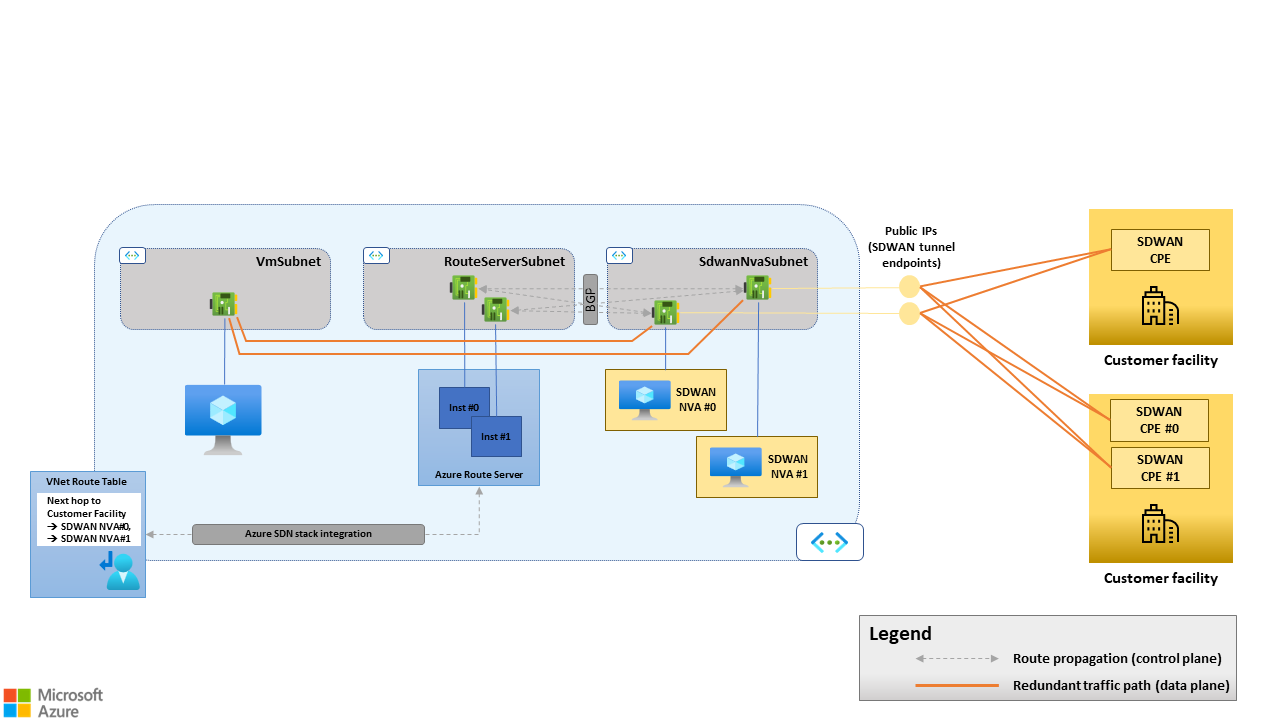 Public IPs
(SDWAN tunnel
endpoints)
VmSubnet
RouteServerSubnet
BGP
SdwanNvaSubnet
SDWAN
CPE
Customer facility
SDWAN
CPE #0
SDWAN
CPE #1
Customer facility
Inst #0
Inst #1
Azure Route Server
SDWAN
NVA #0
SDWAN
NVA #1
VNet Route Table
Next hop to
Customer Facility
→ SDWAN NVA#0,
→ SDWAN NVA#1
Azure SDN stack integration
Legend
Route propagation (control plane)
Redundant traffic path (data plane)
Microsoft
Azure